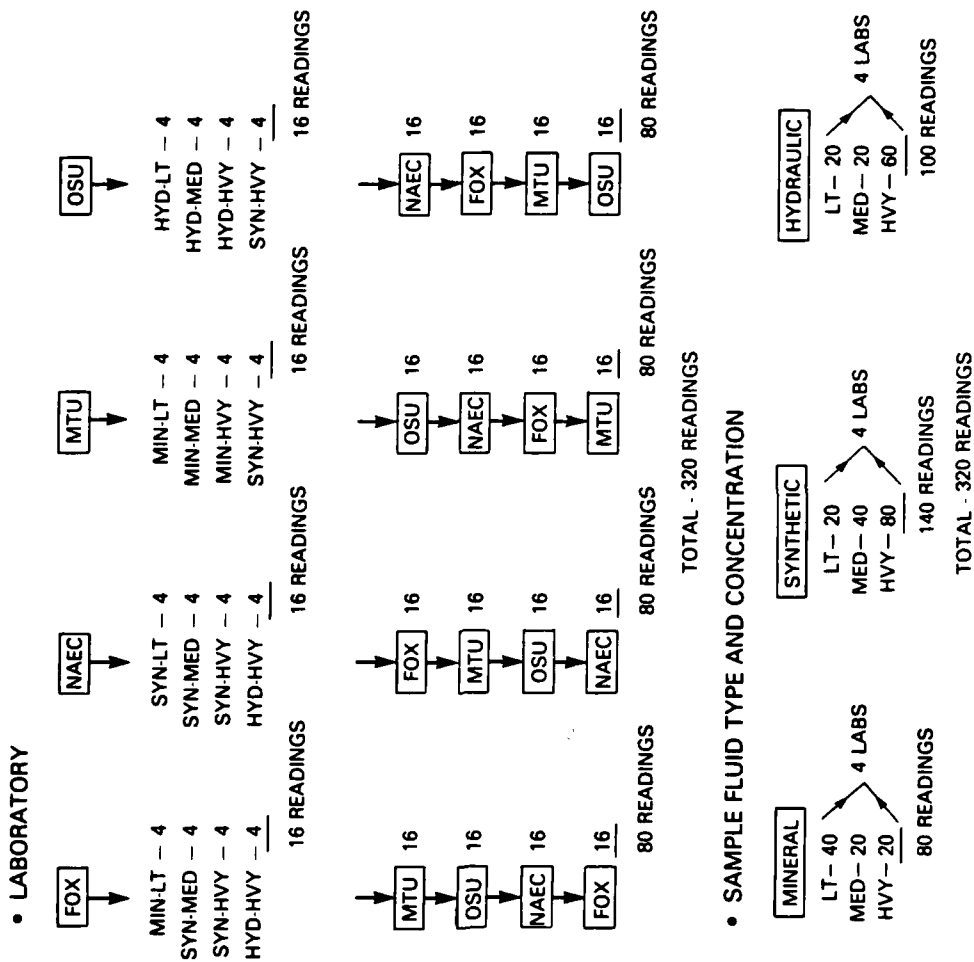 • LABORATORY
FOX
MIN-LT – 4
SYN-MED – 4
SYN-HVY – 4
HYD-HVY – 4
16 READINGS
MTU 16
OSU 16
NAEC 16
FOX 16
80 READINGS
NAEC
SYN-LT – 4
SYN-MED – 4
SYN-HVY – 4
HYD-HVY – 4
16 READINGS
FOX 16
MTU 16
OSU 16
NAEC 16
80 READINGS
MTU
MIN-LT – 4
MIN-MED – 4
MIN-HVY – 4
SYN-HVY – 4
16 READINGS
OSU 16
NAEC 16
FOX 16
MTU 16
80 READINGS
OSU
HYD-LT – 4
HYD-MED – 4
HYD-HVY – 4
SYN-HVY – 4
16 READINGS
NAEC 16
FOX 16
MTU 16
OSU 16
80 READINGS
TOTAL - 320 READINGS
• SAMPLE FLUID TYPE AND CONCENTRATION
MINERAL
LT – 40
MED – 20 4 LABS
HVY – 20
80 READINGS
SYNTHETIC
LT – 20
MED – 40 4 LABS
HVY – 80
140 READINGS
HYDRAULIC
LT – 20
MED – 20 4 LABS
HVY – 60
100 READINGS
TOTAL - 320 READINGS